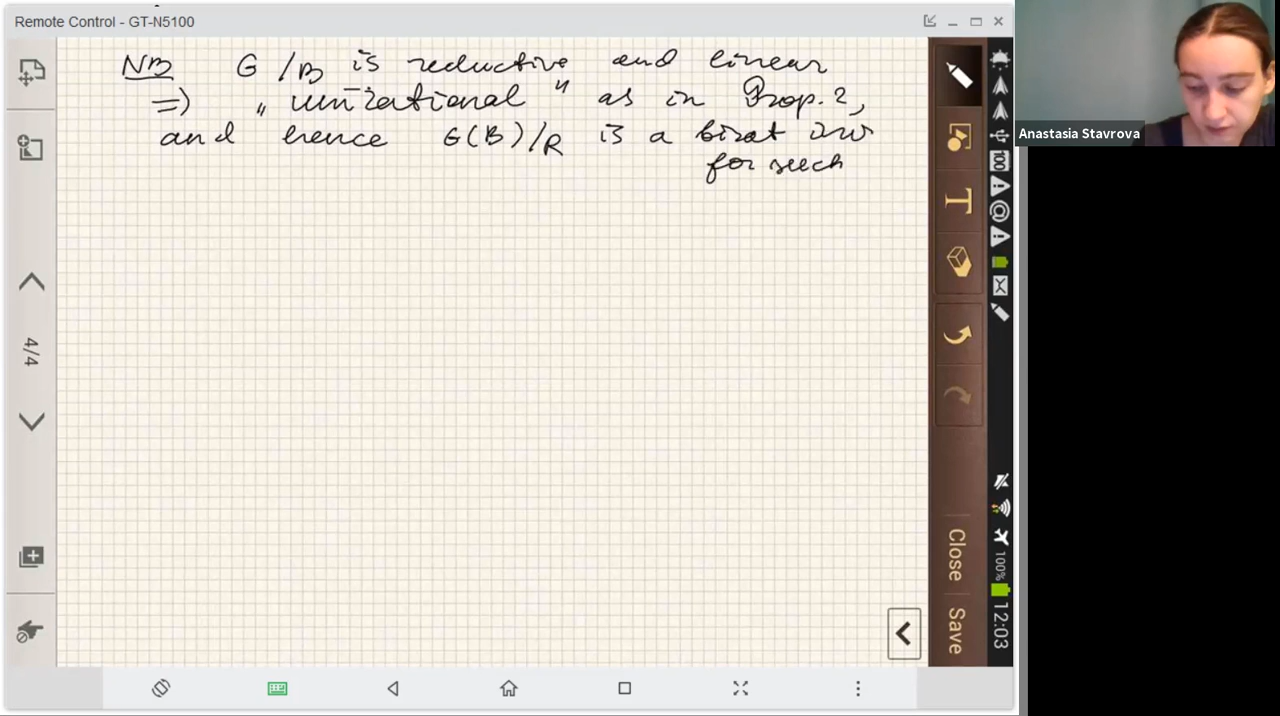 Remote Control - GT-N5100
NB G /B is reductive and linear
=> „ unirational " as in Prop. 2,
and hence G(B)/R is a birat inv
for such
Anastasia Stavrova
4/4
T
Close
Save
100%
12:03